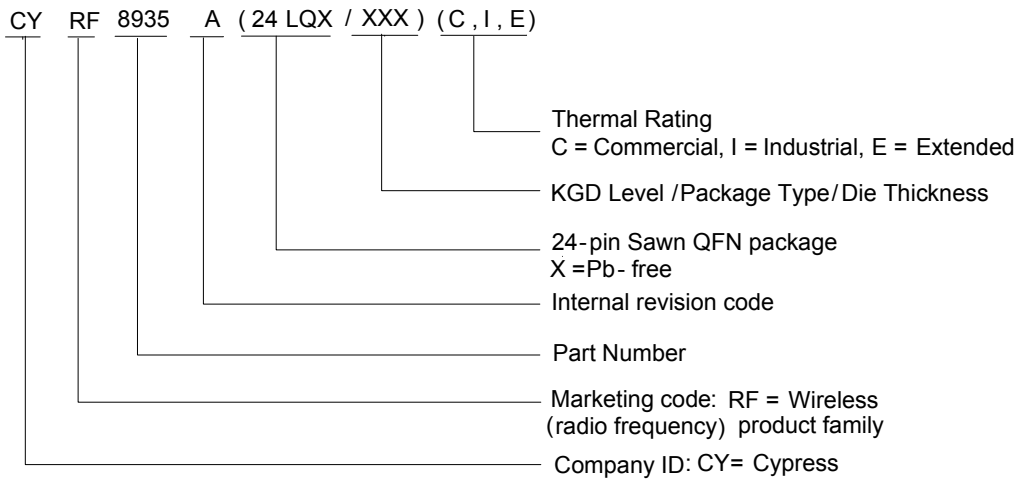 CY RF 8935 A ( 24 LQX / XXX ) ( C , I , E )
Thermal Rating
C = Commercial, I = Industrial, E = Extended
KGD Level /Package Type/Die Thickness
24-pin Sawn QFN package
X =Pb- free
Internal revision code
Part Number
Marketing code: RF = Wireless
(radio frequency) product family
Company ID: CY= Cypress